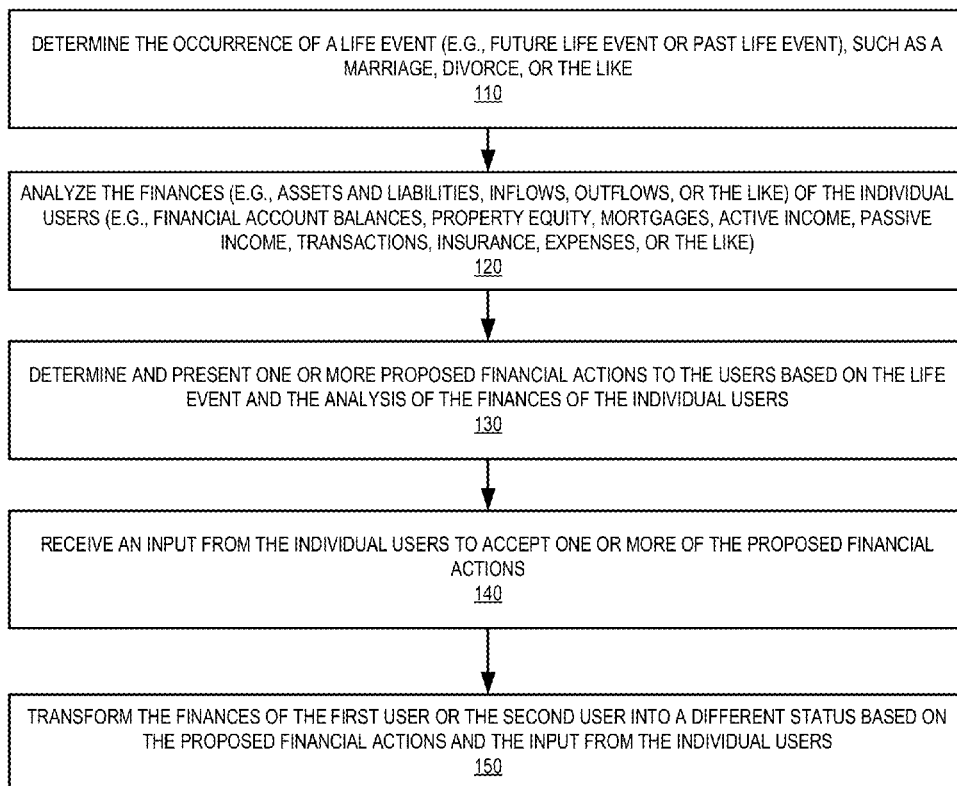 DETERMINE THE OCCURRENCE OF A LIFE EVENT (E.G., FUTURE LIFE EVENT OR PAST LIFE EVENT), SUCH AS A
MARRIAGE, DIVORCE, OR THE LIKE
110
ANALYZE THE FINANCES (E.G., ASSETS AND LIABILITIES, INFLOWS, OUTFLOWS, OR THE LIKE) OF THE INDIVIDUAL
USERS (E.G., FINANCIAL ACCOUNT BALANCES, PROPERTY EQUITY, MORTGAGES, ACTIVE INCOME, PASSIVE
INCOME, TRANSACTIONS, INSURANCE, EXPENSES, OR THE LIKE)
120
DETERMINE AND PRESENT ONE OR MORE PROPOSED FINANCIAL ACTIONS TO THE USERS BASED ON THE LIFE
EVENT AND THE ANALYSIS OF THE FINANCES OF THE INDIVIDUAL USERS
130
RECEIVE AN INPUT FROM THE INDIVIDUAL USERS TO ACCEPT ONE OR MORE OF THE PROPOSED FINANCIAL
ACTIONS
140
TRANSFORM THE FINANCES OF THE FIRST USER OR THE SECOND USER INTO A DIFFERENT STATUS BASED ON
THE PROPOSED FINANCIAL ACTIONS AND THE INPUT FROM THE INDIVIDUAL USERS
150